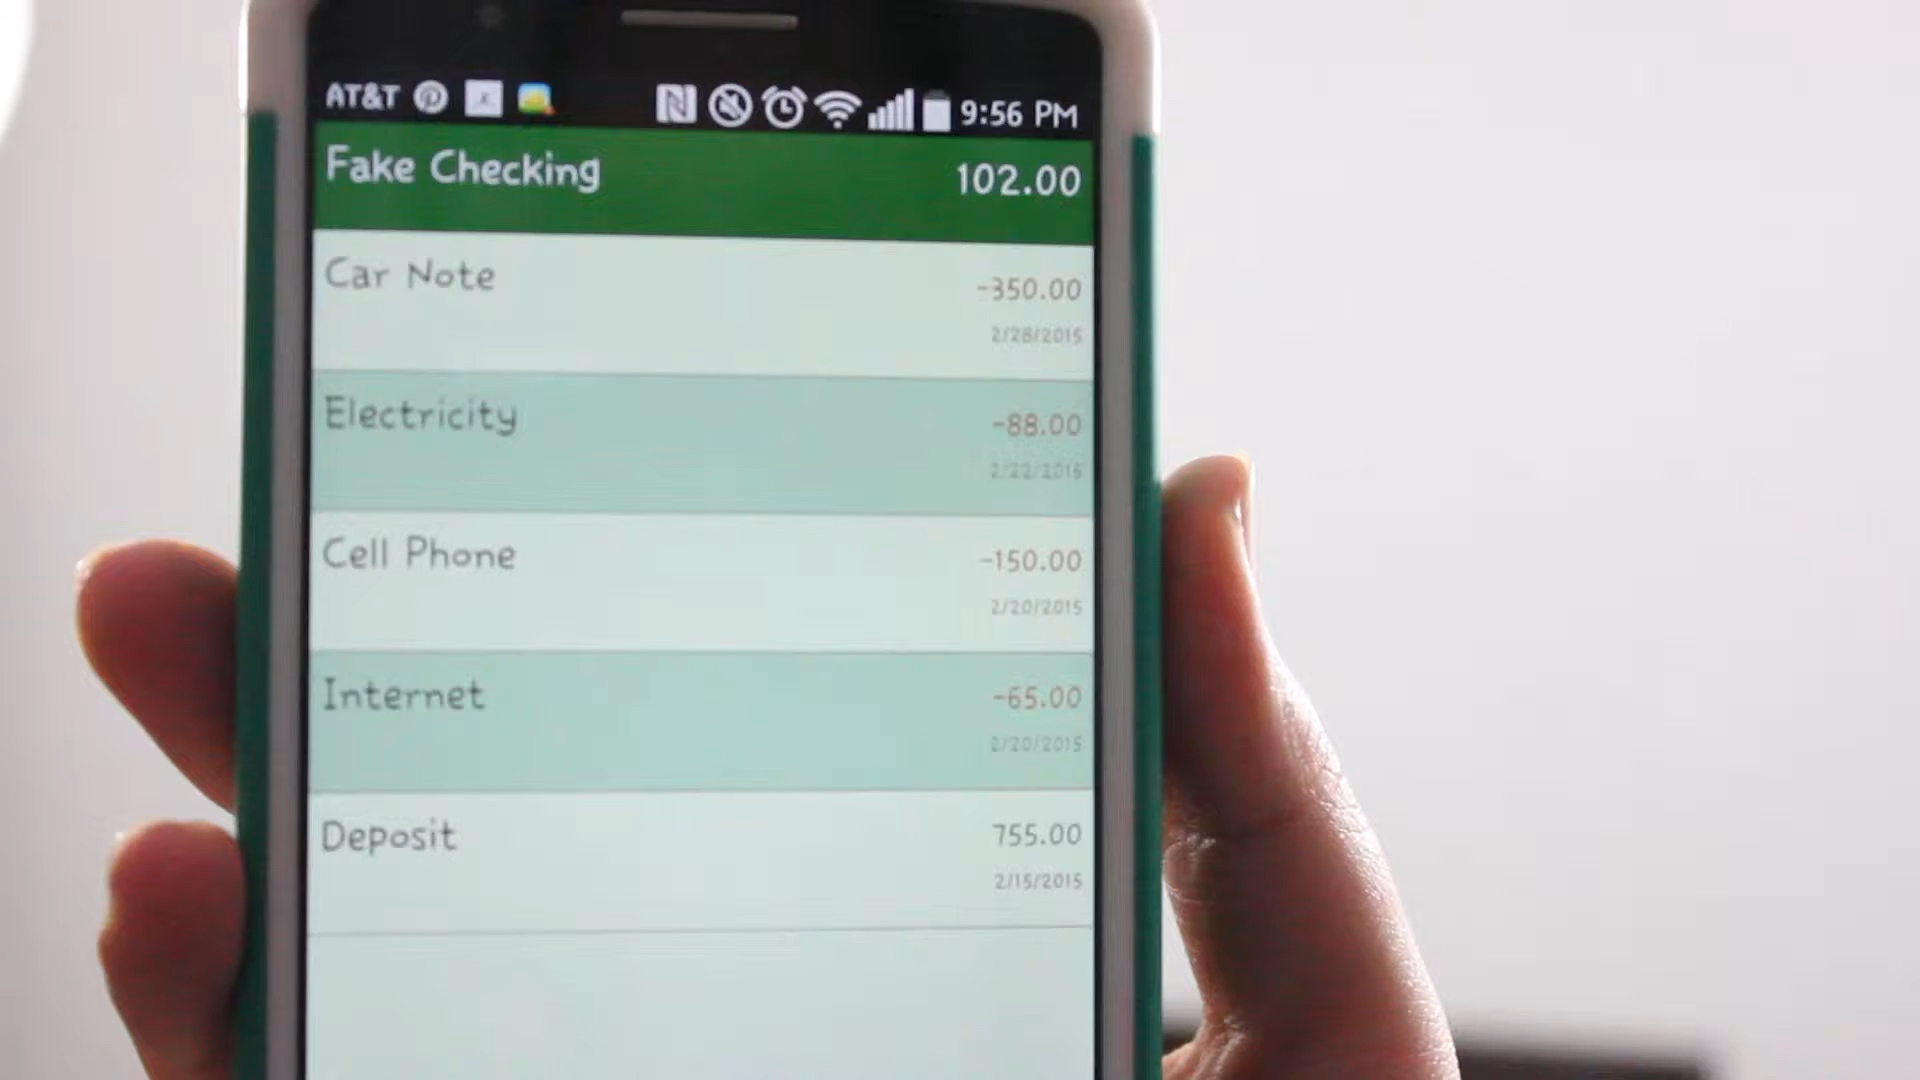 AT&T 9:56 PM
Fake Checking 102.00
Car Note -350.00
2/28/2015
Electricity -88.00
2/22/2015
Cell Phone -150.00
2/20/2015
Internet -65.00
2/20/2015
Deposit 755.00
2/15/2015